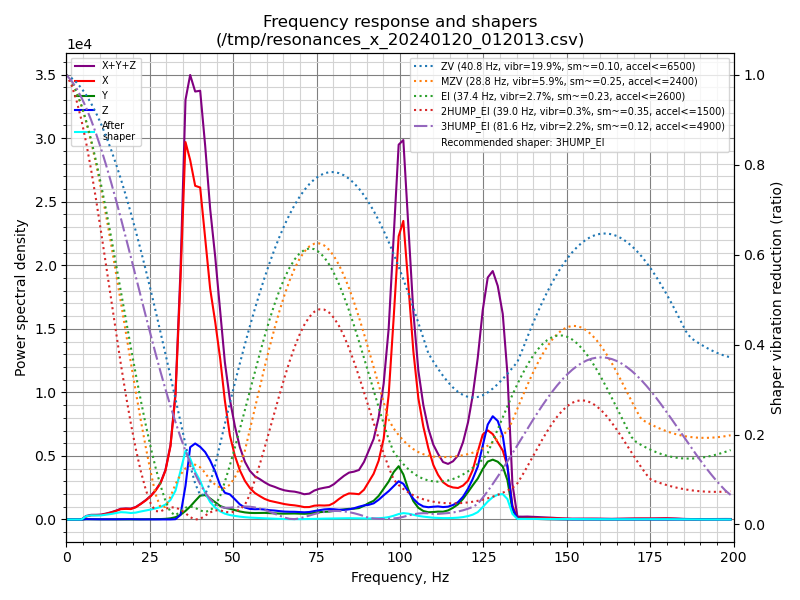 Frequency response and shapers
(/tmp/resonances_x_20240120_012013.csv)
1e4
X+Y+Z
X
Y
Z
After
shaper
ZV (40.8 Hz, vibr=19.9%, sm~=0.10, accel<=6500)
MZV (28.8 Hz, vibr=5.9%, sm~=0.25, accel<=2400)
EI (37.4 Hz, vibr=2.7%, sm~=0.23, accel<=2600)
2HUMP_EI (39.0 Hz, vibr=0.3%, sm~=0.35, accel<=1500)
3HUMP_EI (81.6 Hz, vibr=2.2%, sm~=0.12, accel<=4900)
Recommended shaper: 3HUMP_EI
Power spectral density
3.5
3.0
2.5
2.0
1.5
1.0
0.5
0.0
1.0
0.8
0.6
0.4
0.2
0.0
Shaper vibration reduction (ratio)
0 25 50 75 100 125 150 175 200
Frequency, Hz